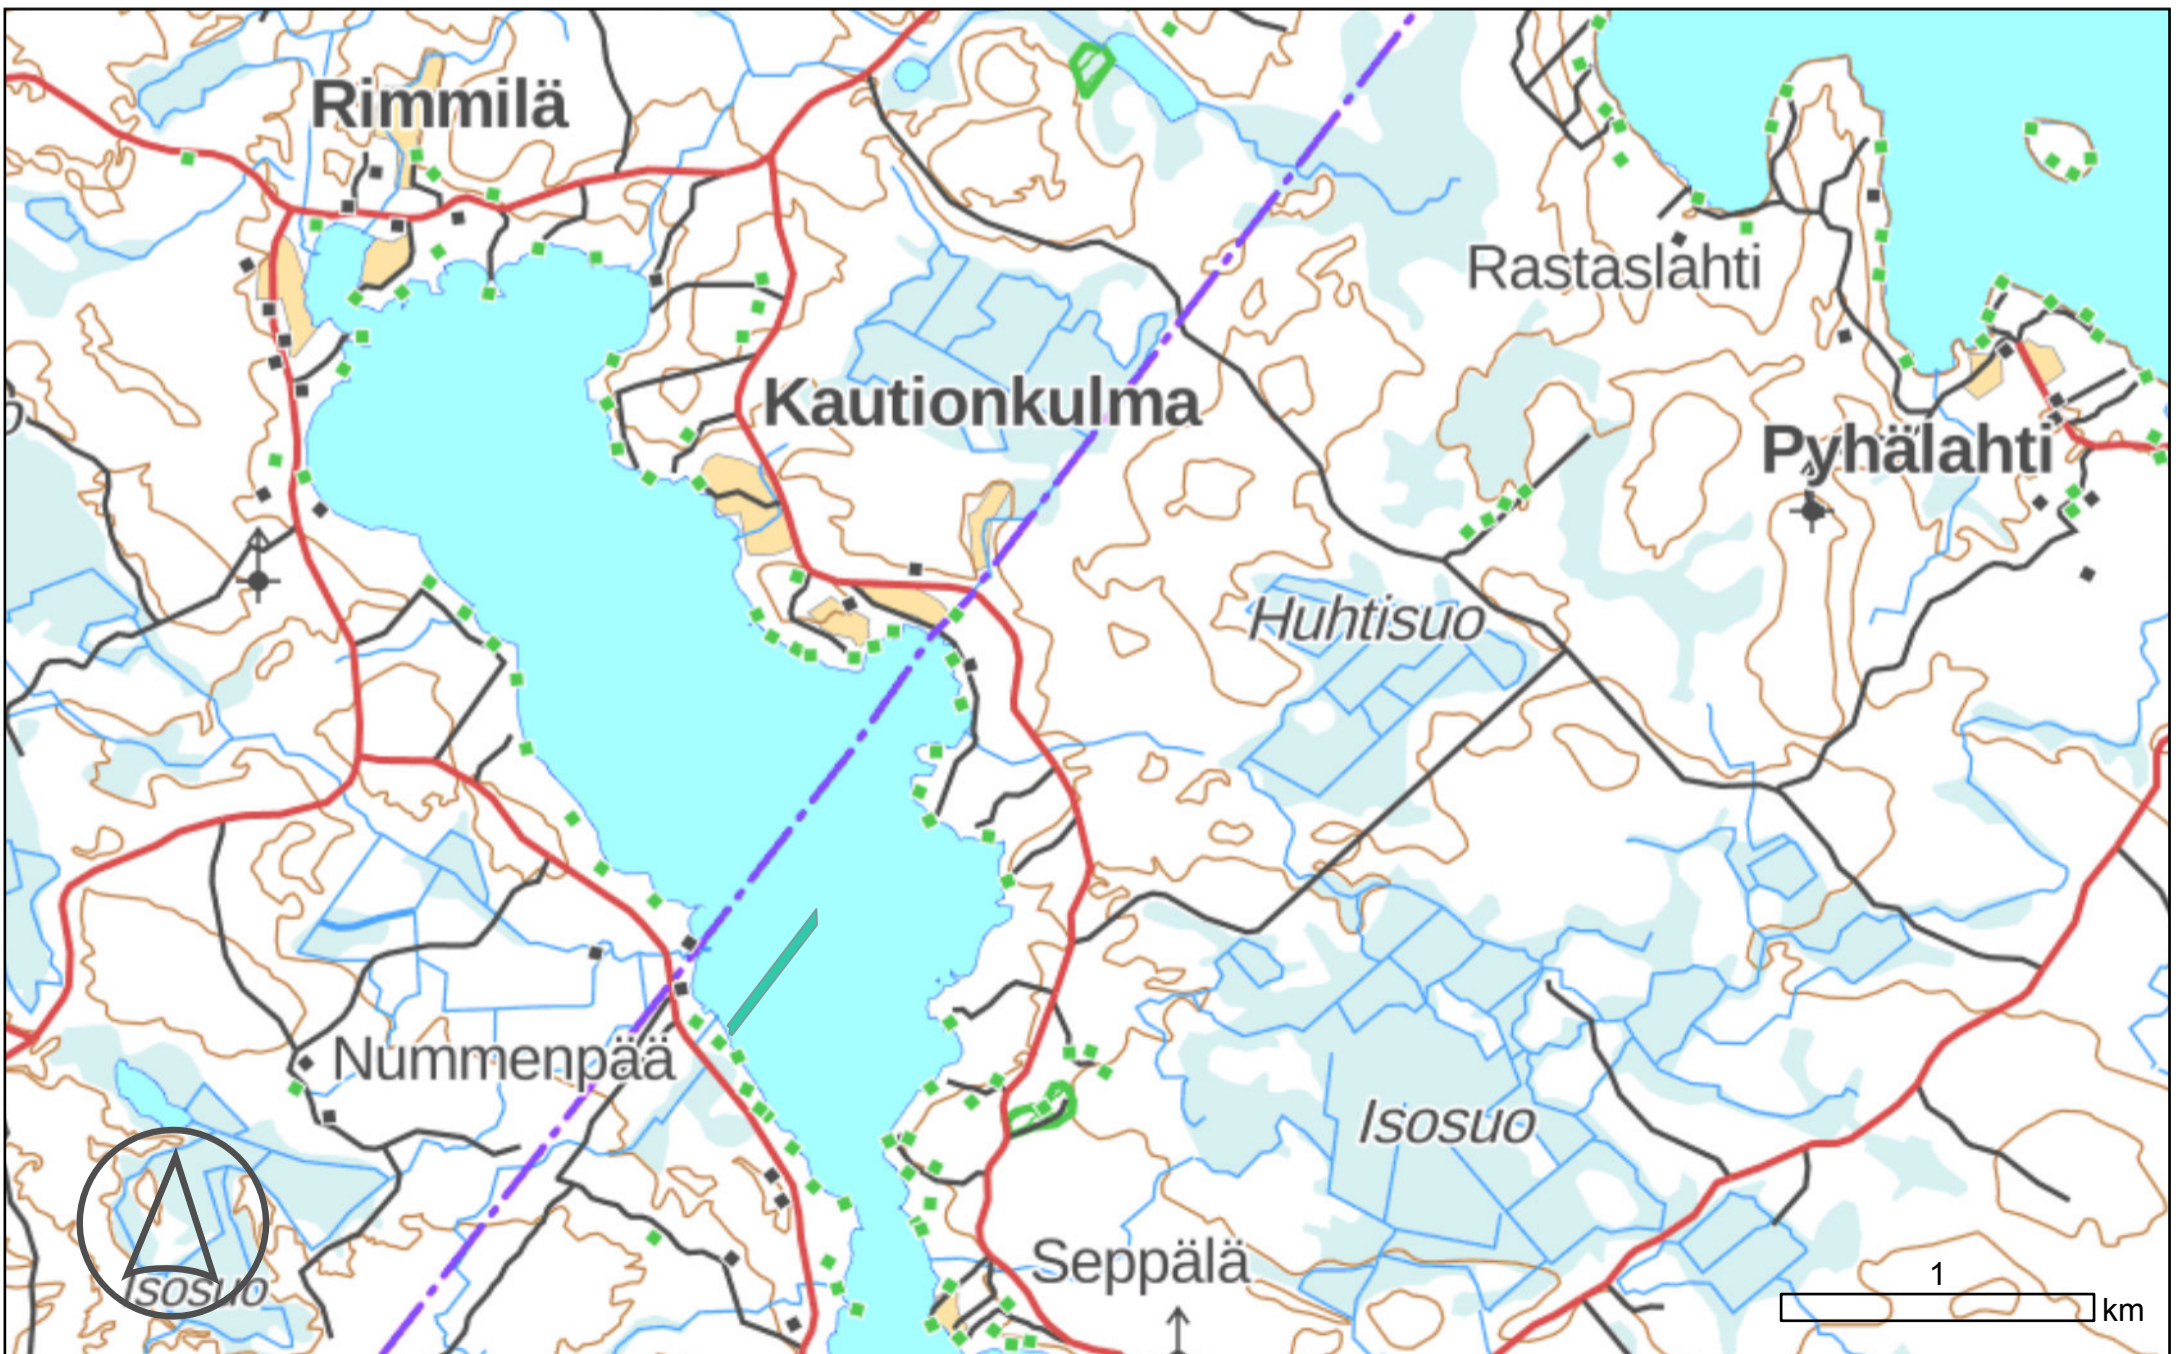 Rimmilä
Rastaslahti
Kautionkulma
Pyhälahti
Huhtisuo
Nummenpää
Isosuo
Seppälä
Isosuo
1
km